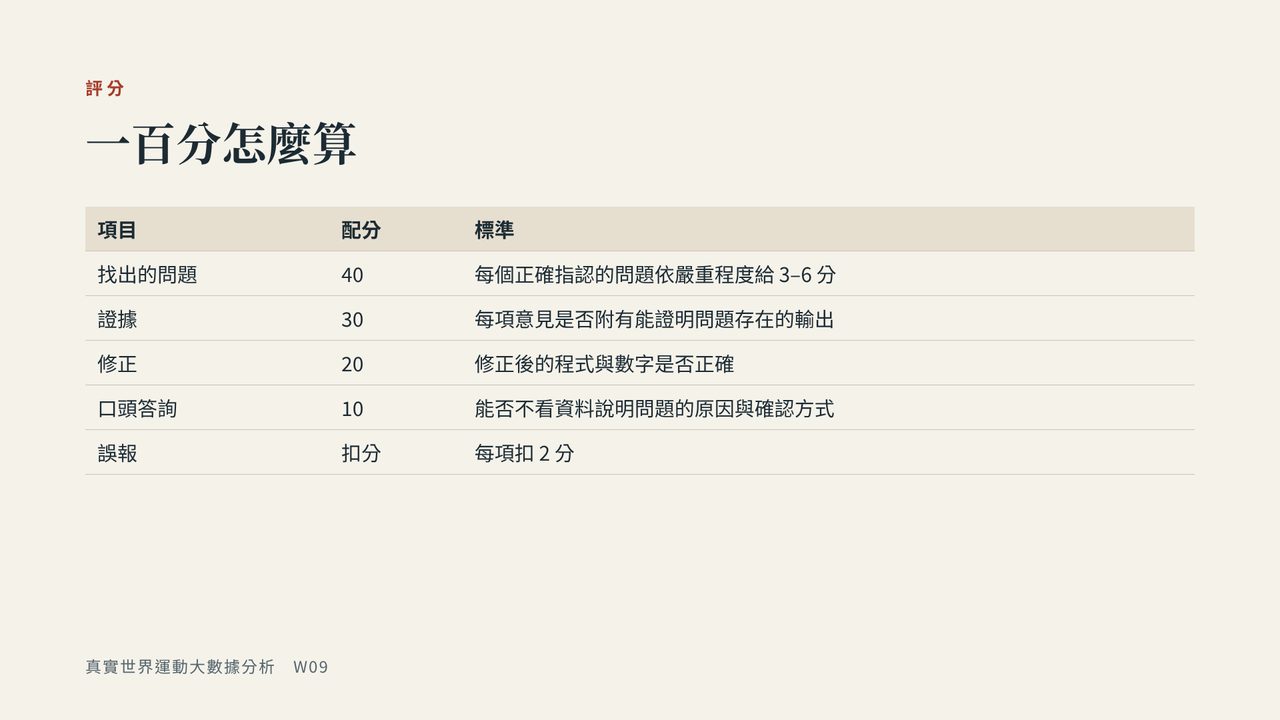 評分
一百分怎麼算
項目 配分 標準
找出的問題 40 每個正確指認的問題依嚴重程度給 3–6 分
證據 30 每項意見是否附有能證明問題存在的輸出
修正 20 修正後的程式與數字是否正確
口頭答詢 10 能否不看資料說明問題的原因與確認方式
誤報 扣分 每項扣 2 分
真實世界運動大數據分析 W09